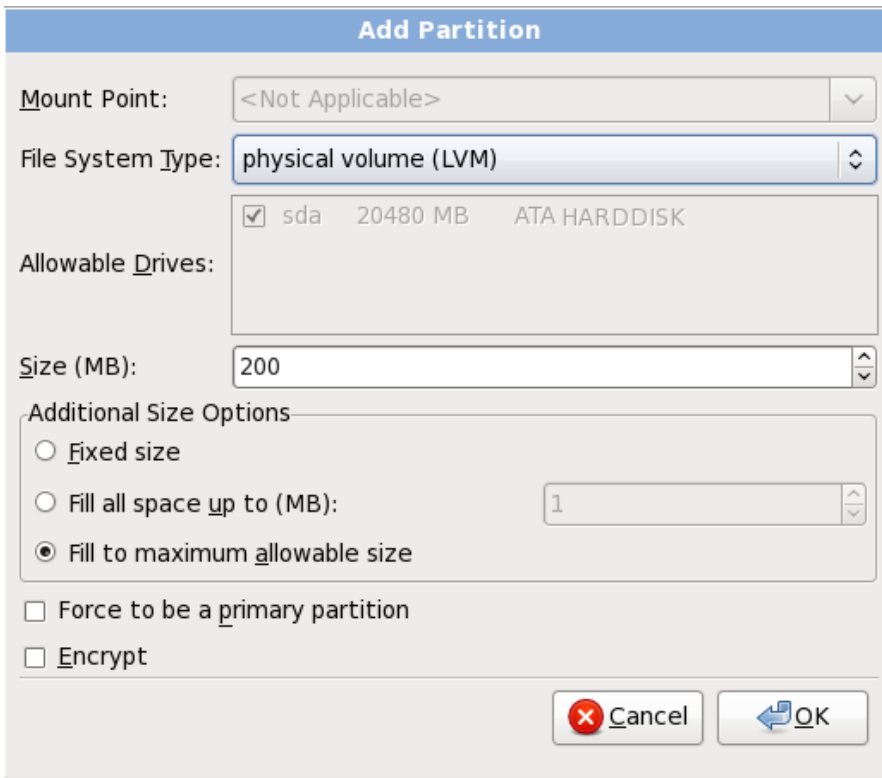 Add Partition
Mount Point: <Not Applicable>
File System Type: physical volume (LVM)
sda 20480 MB ATA HARDDISK
Allowable Drives:
Size (MB): 200
Additional Size Options
Fixed size
Fill all space up to (MB): 1
Fill to maximum allowable size
Force to be a primary partition
Encrypt
Cancel OK